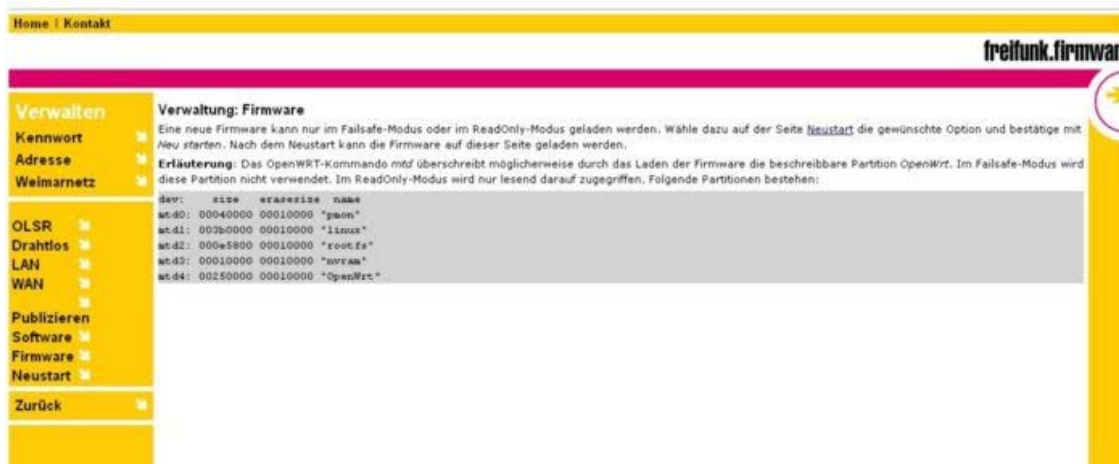 Home | Kontakt
freifunk.firmwar
Verwalten
Kennwort
Adresse
Weimarnetz
OLSR
Drahtlos
LAN
WAN
Publizieren
Software
Firmware
Neustart
Zurück
Verwaltung: Firmware
Eine neue Firmware kann nur im Failsafe-Modus oder im ReadOnly-Modus geladen werden. Wähle dazu auf der Seite Neustart die gewünschte Option und bestätige mit
Neu starten. Nach dem Neustart kann die Firmware auf dieser Seite geladen werden.
Erläuterung: Das OpenWRT-Kommando mtd überschreibt möglicherweise durch das Laden der Firmware die beschreibbare Partition OpenWrt. Im Failsafe-Modus wird
diese Partition nicht verwendet. Im ReadOnly-Modus wird nur lesend darauf zugegriffen. Folgende Partitionen bestehen:
dev: size erasesize name
mtd0: 00040000 00010000 "pmon"
mtd1: 003b0000 00010000 "linux"
mtd2: 000e5800 00010000 "rootfs"
mtd3: 00010000 00010000 "nvram"
mtd4: 00250000 00010000 "OpenWrt"